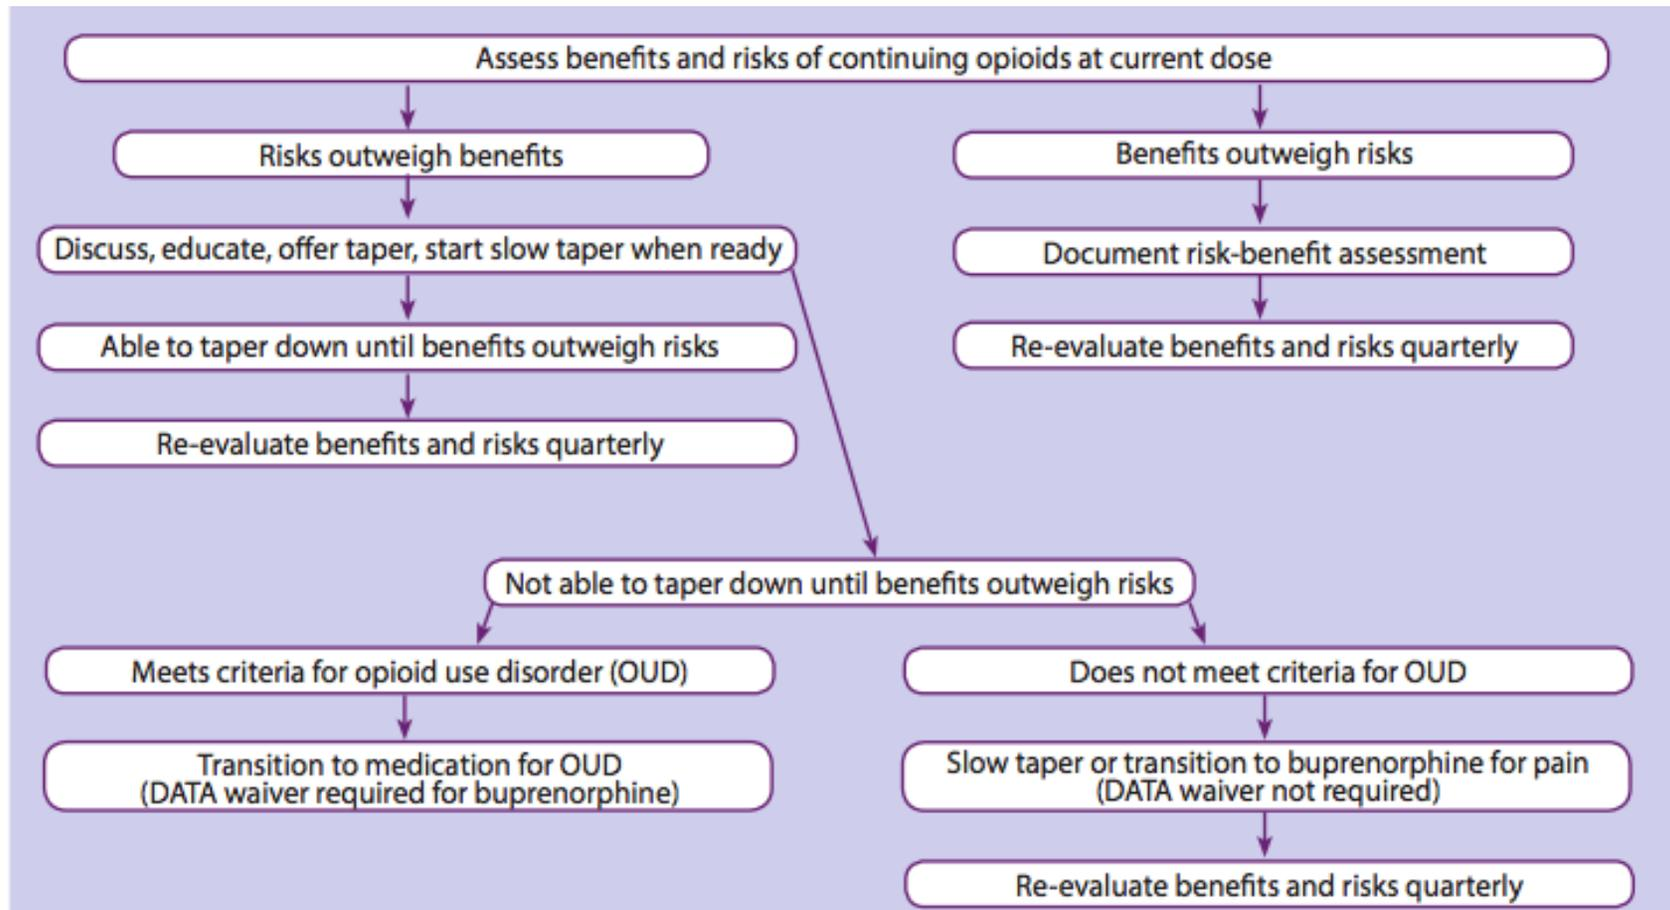 Assess benefits and risks of continuing opioids at current dose
Risks outweigh benefits
Benefits outweigh risks
Discuss, educate, offer taper, start slow taper when ready
Document risk-benefit assessment
Able to taper down until benefits outweigh risks
Re-evaluate benefits and risks quarterly
Re-evaluate benefits and risks quarterly
Not able to taper down until benefits outweigh risks
Meets criteria for opioid use disorder (OUD)
Does not meet criteria for OUD
Transition to medication for OUD
(DATA waiver required for buprenorphine)
Slow taper or transition to buprenorphine for pain
(DATA waiver not required)
Re-evaluate benefits and risks quarterly